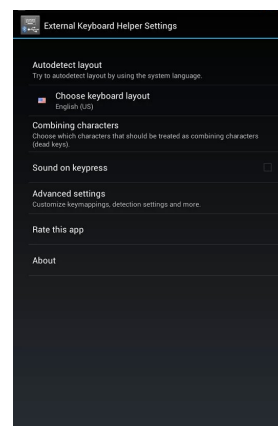 External Keyboard Helper Settings
Autodetect layout
Try to autodetect layout by using the system language.
Choose keyboard layout
English (US)
Combining characters
Choose which characters that should be treated as combining characters
(dead keys).
Sound on keypress
Advanced settings
Customize keymappings, detection settings and more.
Rate this app
About